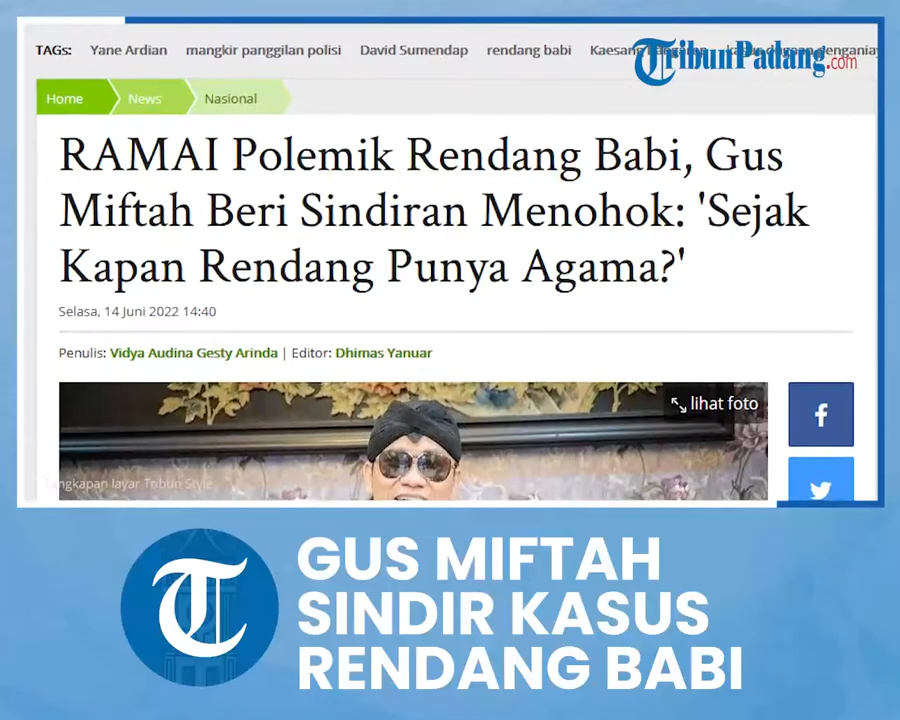 TAGs: Yane Ardian mangkir panggilan polisi David Sumendap rendang babi Kaesang
TribunPadang.com
Home News Nasional
RAMAI Polemik Rendang Babi, Gus
Miftah Beri Sindiran Menohok: 'Sejak
Kapan Rendang Punya Agama?'
Selasa, 14 Juni 2022 14:40
Penulis: Vidya Audina Gesty Arinda | Editor: Dhimas Yanuar
lihat foto
Tangkapan layar Tribun Style
GUS MIFTAH
SINDIR KASUS
RENDANG BABI